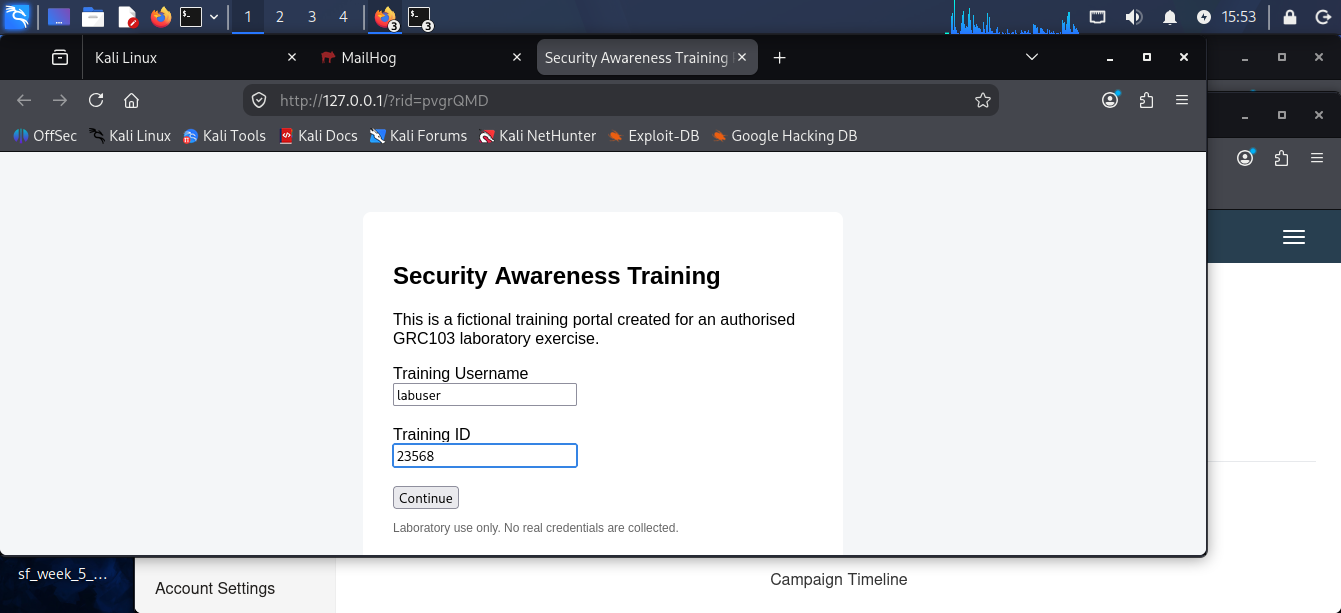 1 2 3 4 3 3 15:53
Kali Linux MailHog Security Awareness Training
http://127.0.0.1/?rid=pvgrQMD
OffSec Kali Linux Kali Tools Kali Docs Kali Forums Kali NetHunter Exploit-DB Google Hacking DB
Security Awareness Training
This is a fictional training portal created for an authorised
GRC103 laboratory exercise.
Training Username
labuser
Training ID
23568
Continue
Laboratory use only. No real credentials are collected.
sf_week_5_...
Account Settings
Campaign Timeline